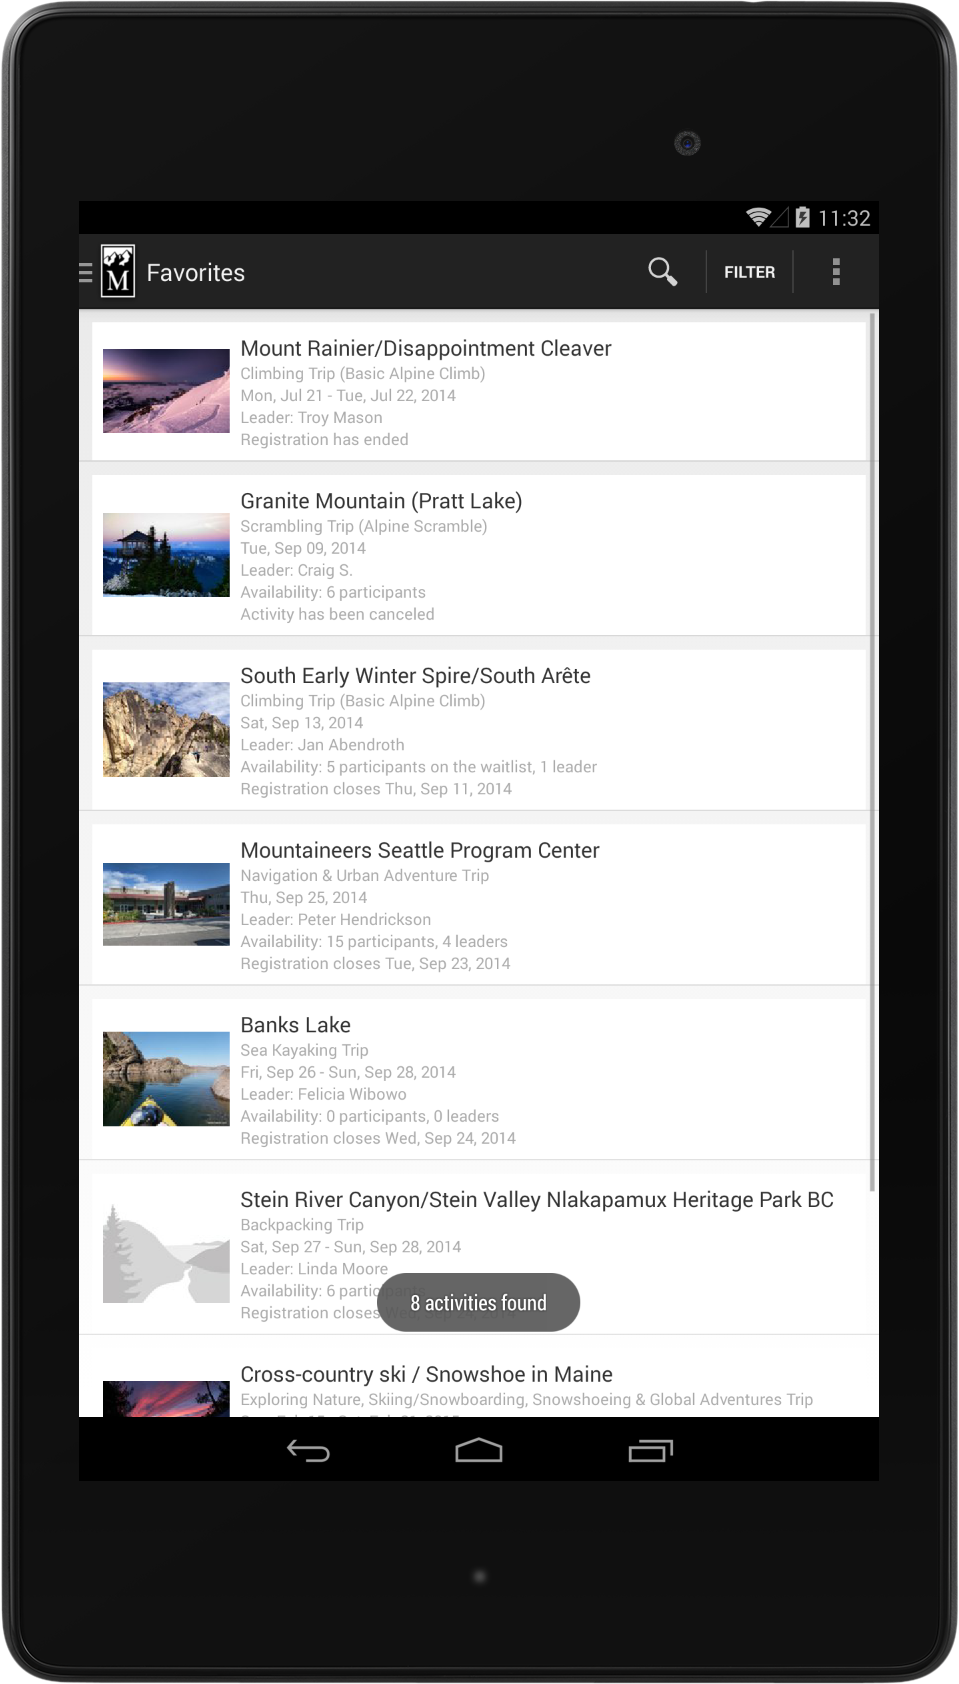 11:32
M
Favorites
FILTER
Mount Rainier/Disappointment Cleaver
Climbing Trip (Basic Alpine Climb)
Mon, Jul 21 - Tue, Jul 22, 2014
Leader: Troy Mason
Registration has ended
Granite Mountain (Pratt Lake)
Scrambling Trip (Alpine Scramble)
Tue, Sep 09, 2014
Leader: Craig S.
Availability: 6 participants
Activity has been canceled
South Early Winter Spire/South Arête
Climbing Trip (Basic Alpine Climb)
Sat, Sep 13, 2014
Leader: Jan Abendroth
Availability: 5 participants on the waitlist, 1 leader
Registration closes Thu, Sep 11, 2014
Mountaineers Seattle Program Center
Navigation & Urban Adventure Trip
Thu, Sep 25, 2014
Leader: Peter Hendrickson
Availability: 15 participants, 4 leaders
Registration closes Tue, Sep 23, 2014
Banks Lake
Sea Kayaking Trip
Fri, Sep 26 - Sun, Sep 28, 2014
Leader: Felicia Wibowo
Availability: 0 participants, 0 leaders
Registration closes Wed, Sep 24, 2014
Stein River Canyon/Stein Valley Nlakapamux Heritage Park BC
Backpacking Trip
Sat, Sep 27 - Sun, Sep 28, 2014
Leader: Linda Moore
Availability: 6 participants
Registration closes Wed, Sep 24, 2014
8 activities found
Cross-country ski / Snowshoe in Maine
Exploring Nature, Skiing/Snowboarding, Snowshoeing & Global Adventures Trip